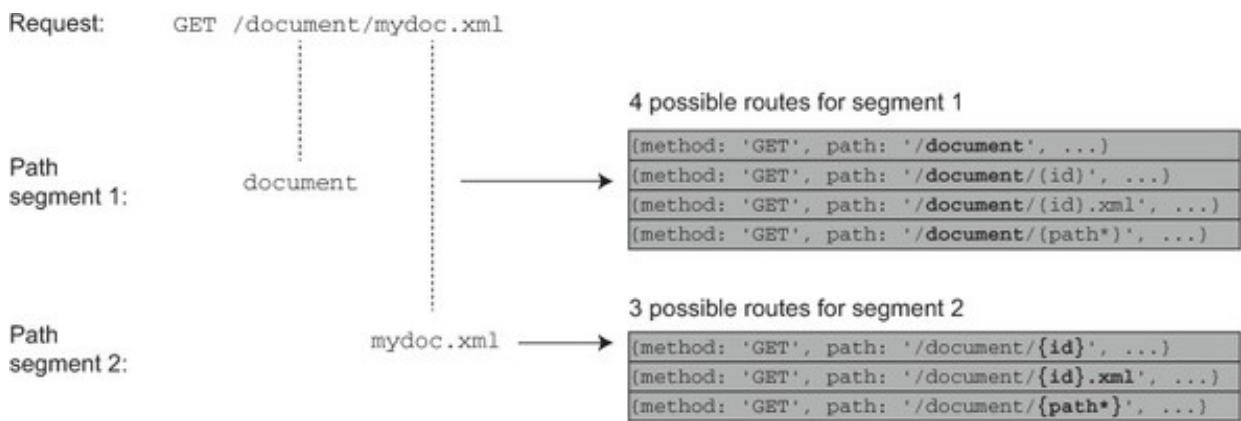 Request: GET /document/mydoc.xml
4 possible routes for segment 1
Path
segment 1:
document
{method: 'GET', path: '/document', ...}
{method: 'GET', path: '/document/(id)', ...}
{method: 'GET', path: '/document/(id).xml', ...}
{method: 'GET', path: '/document/(path*)', ...}
3 possible routes for segment 2
Path
segment 2:
mydoc.xml
{method: 'GET', path: '/document/{id}', ...}
{method: 'GET', path: '/document/{id}.xml', ...}
{method: 'GET', path: '/document/{path*}', ...}